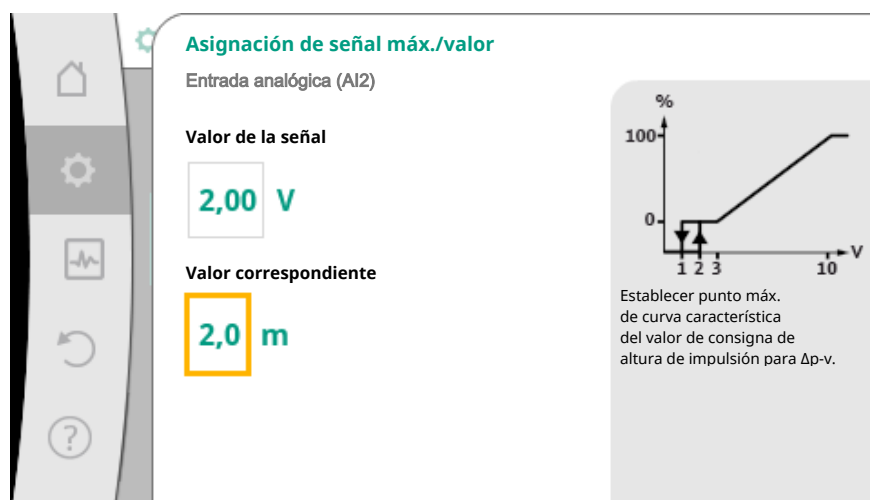 Asignación de señal máx./valor
Entrada analógica (AI2)
Valor de la señal
2,00 V
Valor correspondiente
2,0 m
%
100
0
V
1 2 3 10
Establecer punto máx.
de curva característica
del valor de consigna de
altura de impulsión para Δp-v.
?